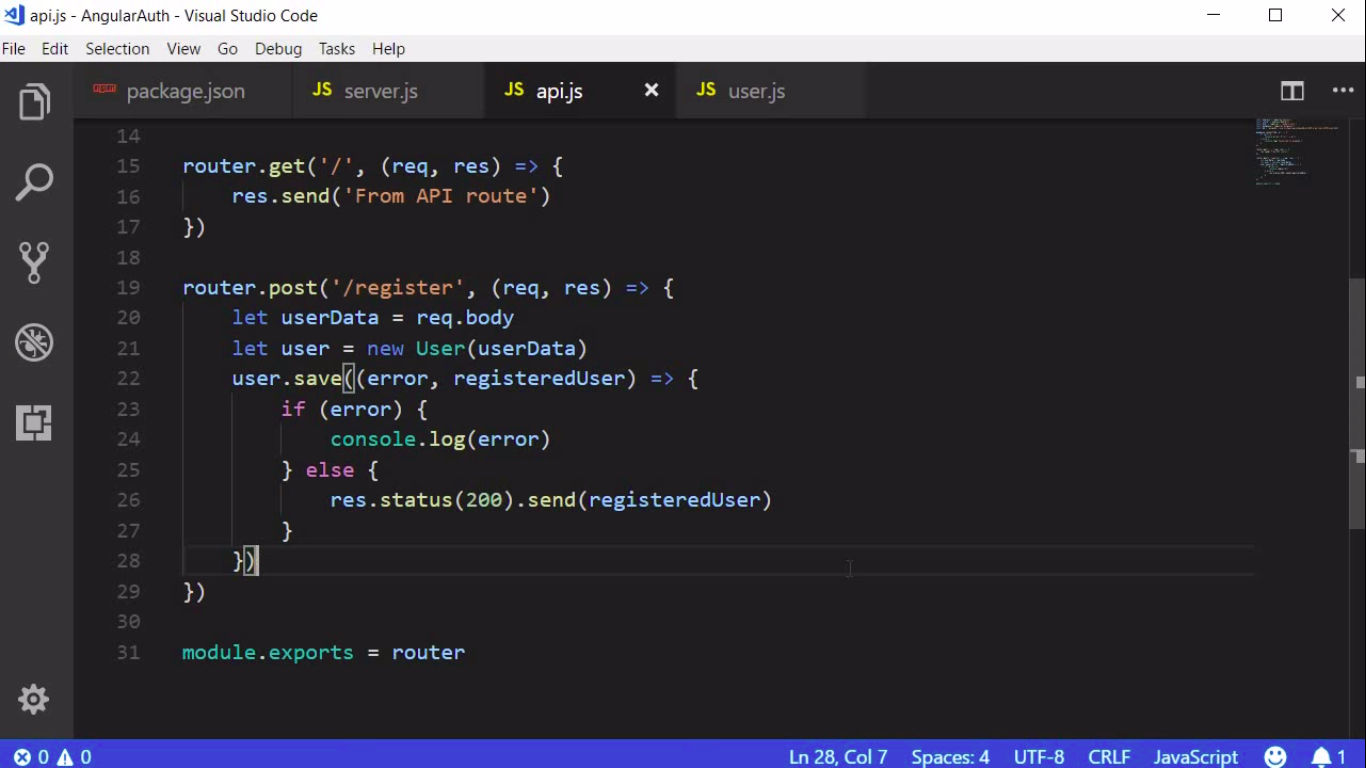 api.js - AngularAuth - Visual Studio Code
File Edit Selection View Go Debug Tasks Help
npm package.json JS server.js JS api.js JS user.js
14
15 router.get('/', (req, res) => {
16     res.send('From API route')
17 })
18
19 router.post('/register', (req, res) => {
20     let userData = req.body
21     let user = new User(userData)
22     user.save((error, registeredUser) => {
23         if (error) {
24             console.log(error)
25         } else {
26             res.status(200).send(registeredUser)
27         }
28     })
29 })
30
31 module.exports = router
0 0 Ln 28, Col 7 Spaces: 4 UTF-8 CRLF JavaScript 1